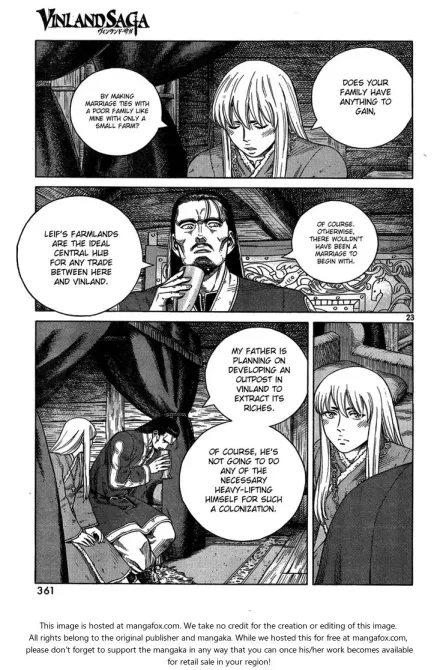 VINLAND SAGA
ヴィンランド・サガ
DOES YOUR
FAMILY HAVE
ANYTHING TO
GAIN,
BY MAKING
MARRIAGE TIES WITH
A POOR FAMILY LIKE
MINE WITH ONLY A
SMALL FARM?
OF COURSE.
OTHERWISE,
THERE WOULDN'T
HAVE BEEN A
MARRIAGE TO
BEGIN WITH.
LEIF'S FARMLANDS
ARE THE IDEAL
CENTRAL HUB
FOR ANY TRADE
BETWEEN HERE
AND VINLAND.
23
MY FATHER IS
PLANNING ON
DEVELOPING AN
OUTPOST IN
VINLAND TO
EXTRACT ITS
RICHES.
OF COURSE, HE'S
NOT GOING TO DO
ANY OF THE
NECESSARY
HEAVY-LIFTING
HIMSELF FOR SUCH
A COLONIZATION.
361
This image is hosted at mangafox.com. We take no credit for the creation or editing of this image.
All rights belong to the original publisher and mangaka. While we hosted this for free at mangafox.com,
please don't forget to support the mangaka in any way that you can once his/her work becomes available
for retail sale in your region!